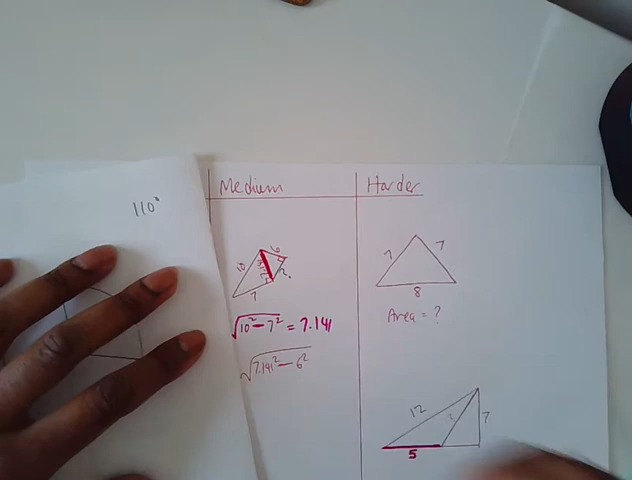 110°
Medium
Harder
6
10
7
√10² - 7² = 7.141
√7.141² - 6²
7
7
8
Area = ?
12
7
5